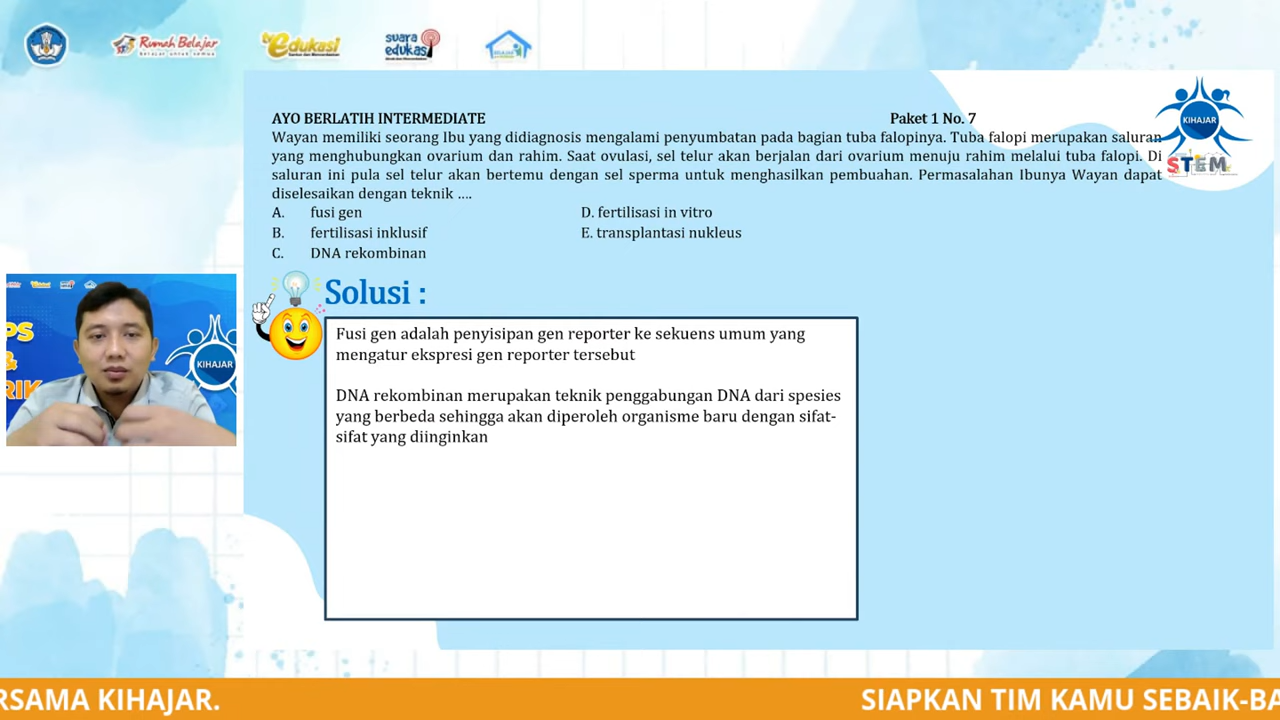 Rumah Belajar
Belajar untuk semua
tv edukasi
suara
edukasi
AYO BERLATIH INTERMEDIATE
Paket 1 No. 7
Wayan memiliki seorang Ibu yang didiagnosis mengalami penyumbatan pada bagian tuba falopinya. Tuba falopi merupakan saluran
yang menghubungkan ovarium dan rahim. Saat ovulasi, sel telur akan berjalan dari ovarium menuju rahim melalui tuba falopi. Di
saluran ini pula sel telur akan bertemu dengan sel sperma untuk menghasilkan pembuahan. Permasalahan Ibunya Wayan dapat
diselesaikan dengan teknik ....
A. fusi gen
D. fertilisasi in vitro
B. fertilisasi inklusif
E. transplantasi nukleus
C. DNA rekombinan
KIHAJAR
STEM
Solusi :
Fusi gen adalah penyisipan gen reporter ke sekuens umum yang
mengatur ekspresi gen reporter tersebut
DNA rekombinan merupakan teknik penggabungan DNA dari spesies
yang berbeda sehingga akan diperoleh organisme baru dengan sifat-
sifat yang diinginkan
PS
&
RIK
KIHAJAR
RSAMA KIHAJAR.
SIAPKAN TIM KAMU SEBAIK-BA